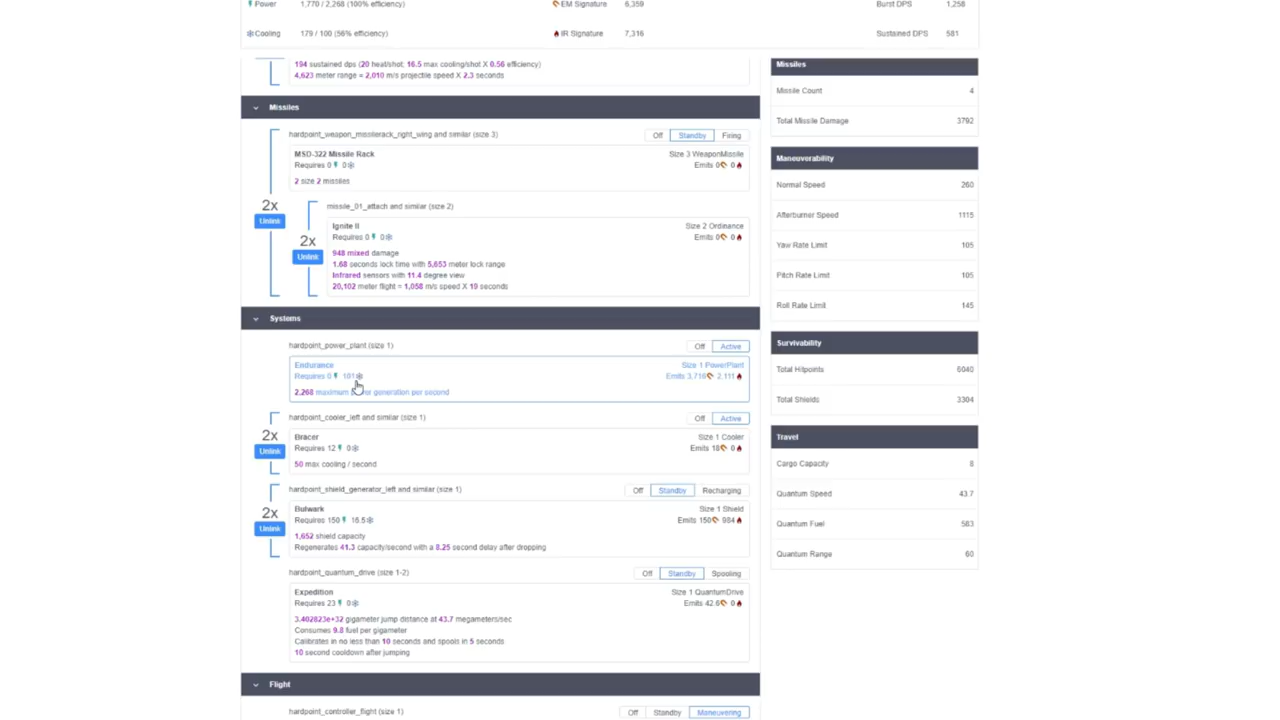 Power 1,770 / 2,268 (100% efficiency) EM Signature 6,359 Burst DPS 1,258
Cooling 179 / 100 (56% efficiency) IR Signature 7,316 Sustained DPS 581
194 sustained dps (20 heat/shot: 16.5 max cooling/shot X 0.56 efficiency)
4,623 meter range = 2,010 m/s projectile speed X 2.3 seconds
Missiles
hardpoint_weapon_missilerack_right_wing and similar (size 3) Off Standby Firing
MSD-322 Missile Rack Size 3 WeaponMissile
Requires 0 0 Emits 0 0
2 size 2 missiles
2x
Unlink
missile_01_attach and similar (size 2)
Ignite II Size 2 Ordinance
Requires 0 0 Emits 0 0
2x
Unlink
948 mixed damage
1.68 seconds lock time with 5,653 meter lock range
Infrared sensors with 11.4 degree view
20,102 meter flight = 1,058 m/s speed X 19 seconds
Systems
hardpoint_power_plant (size 1) Off Active
Endurance Size 1 PowerPlant
Requires 0 101 Emits 3,718 2,111
2,268 maximum power generation per second
hardpoint_cooler_left and similar (size 1) Off Active
2x
Unlink
Bracer Size 1 Cooler
Requires 12 0 Emits 18 0
50 max cooling / second
hardpoint_shield_generator_left and similar (size 1) Off Standby Recharging
2x
Unlink
Bulwark Size 1 Shield
Requires 150 16.5 Emits 150 984
1,652 shield capacity
Regenerates 41.3 capacity/second with a 8.25 second delay after dropping
hardpoint_quantum_drive (size 1-2) Off Standby Spooling
Expedition Size 1 QuantumDrive
Requires 23 0 Emits 42.6 0
3.402823e+32 gigameter jump distance at 43.7 megameters/sec
Consumes 9.8 fuel per gigameter
Calibrates in no less than 10 seconds and spools in 5 seconds
10 second cooldown after jumping
Flight
hardpoint_controller_flight (size 1) Off Standby Maneuvering
Missiles
Missile Count 4
Total Missile Damage 3792
Maneuverability
Normal Speed 260
Afterburner Speed 1115
Yaw Rate Limit 105
Pitch Rate Limit 105
Roll Rate Limit 145
Survivability
Total Hitpoints 6040
Total Shields 3304
Travel
Cargo Capacity 8
Quantum Speed 43.7
Quantum Fuel 583
Quantum Range 60